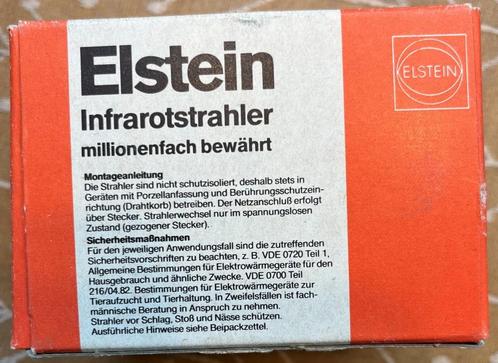 Elstein
ELSTEIN
Infrarotstrahler
millionenfach bewährt
Montageanleitung
Die Strahler sind nicht schutzisoliert, deshalb stets in
Geräten mit Porzellanfassung und Berührungsschutzein-
richtung (Drahtkorb) betreiben. Der Netzanschluß erfolgt
über Stecker. Strahlerwechsel nur im spannungslosen
Zustand (gezogener Stecker).
Sicherheitsmaßnahmen
Für den jeweiligen Anwendungsfall sind die zutreffenden
Sicherheitsvorschriften zu beachten, z. B. VDE 0720 Teil 1,
Allgemeine Bestimmungen für Elektrowärmegeräte für den
Hausgebrauch und ähnliche Zwecke. VDE 0700 Teil
216/04.82. Bestimmungen für Elektrowärmegeräte zur
Tieraufzucht und Tierhaltung. In Zweifelsfällen ist fach-
männische Beratung in Anspruch zu nehmen.
Strahler vor Schlag, Stoß und Nässe schützen.
Ausführliche Hinweise siehe Beipackzettel.